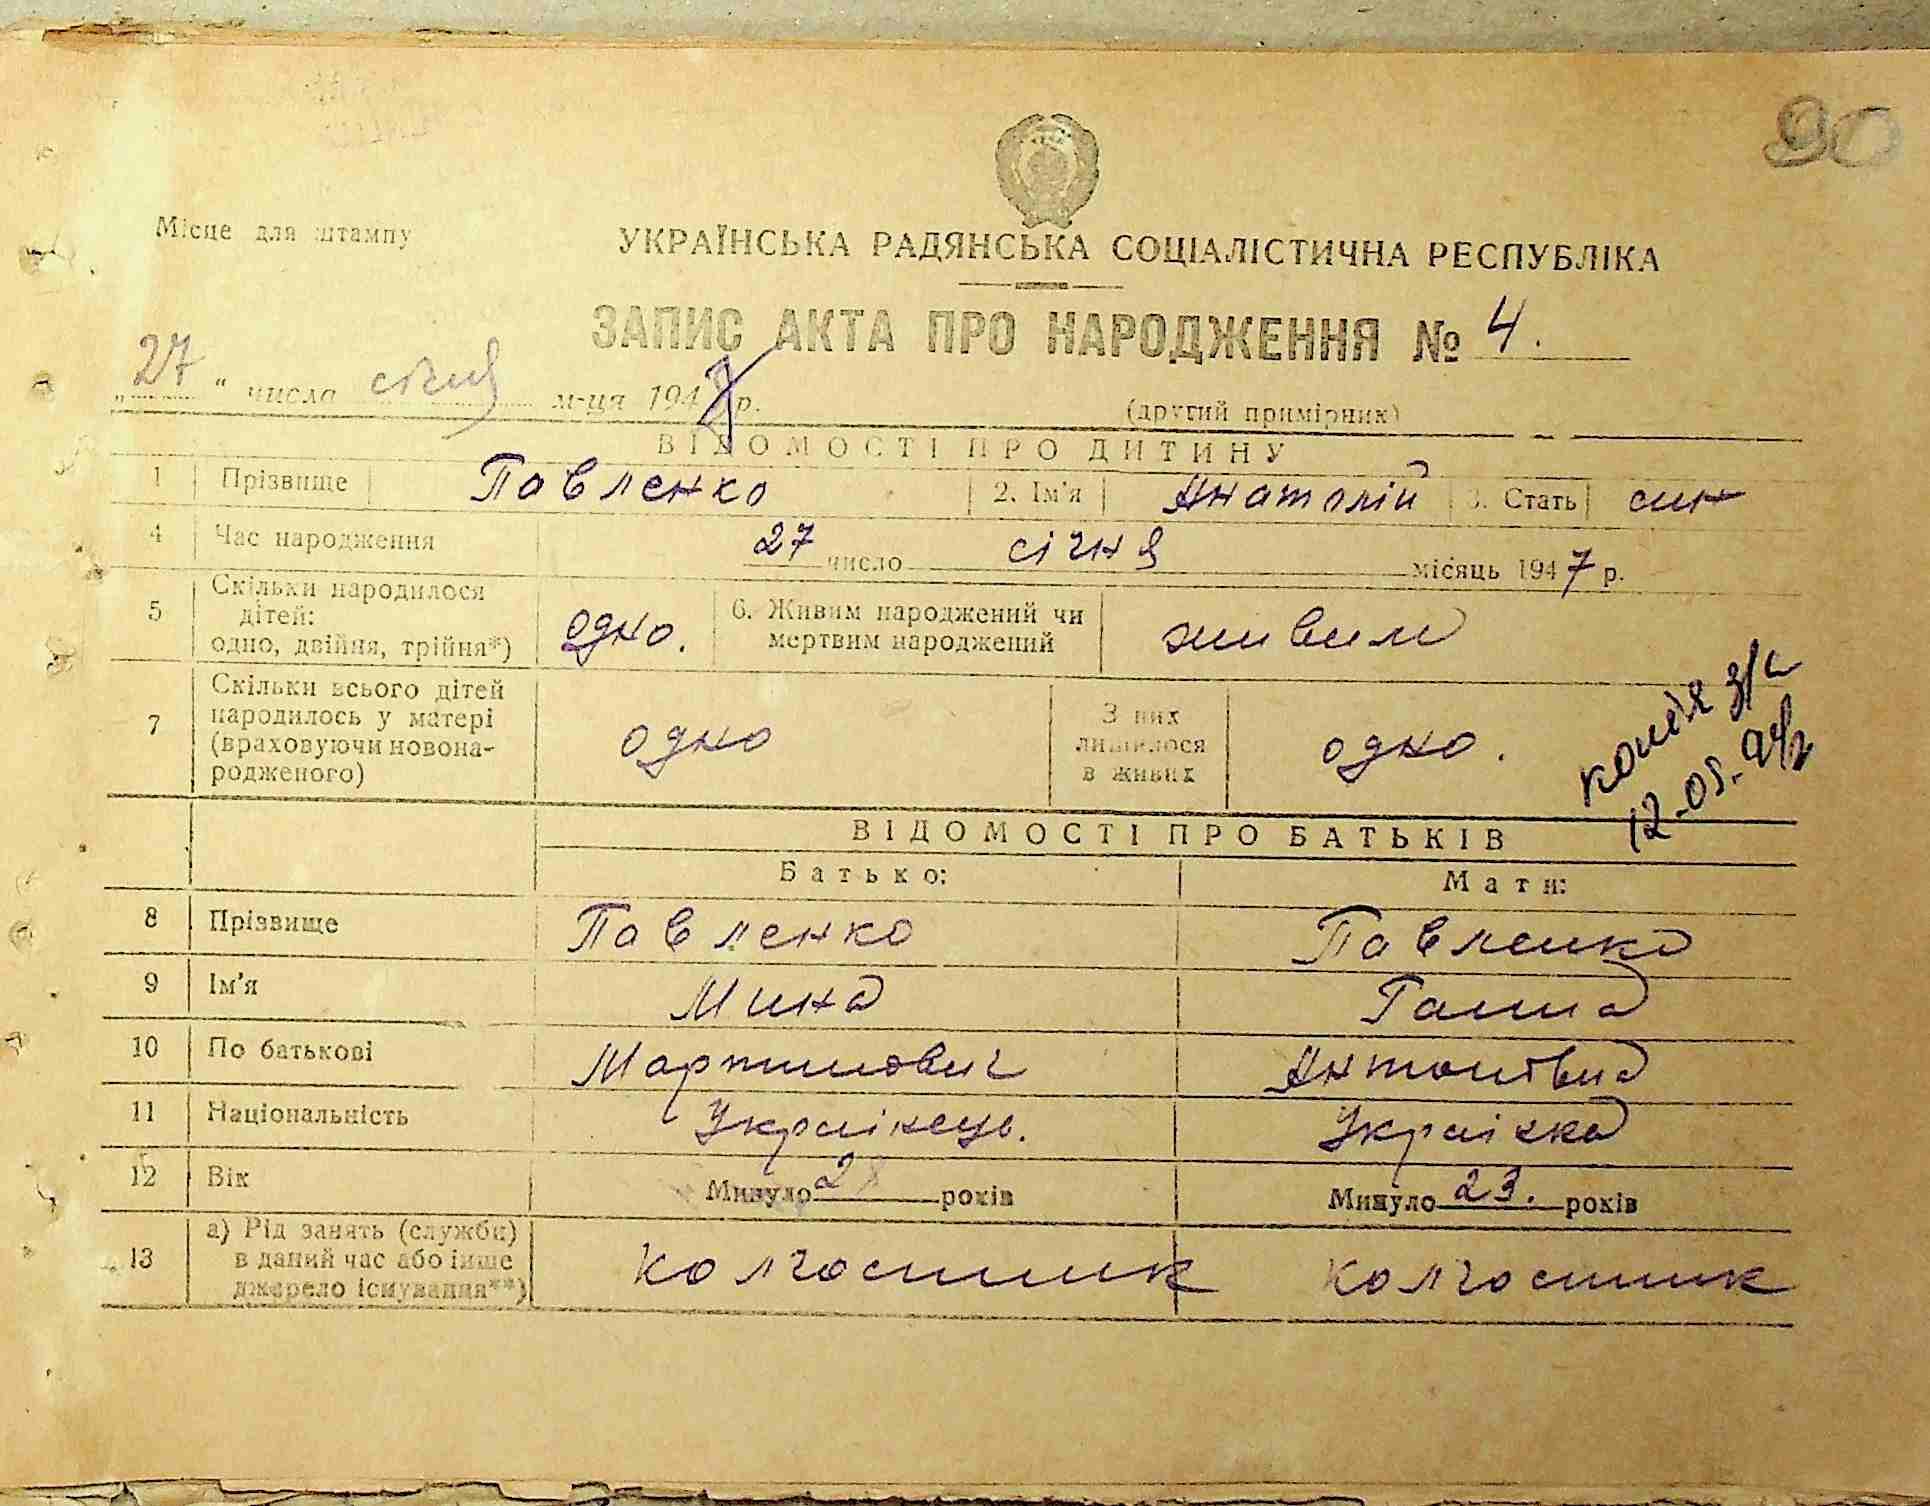 90
Місце для штампу
УКРАЇНСЬКА РАДЯНСЬКА СОЦІАЛІСТИЧНА РЕСПУБЛІКА
ЗАПИС АКТА ПРО НАРОДЖЕННЯ № 4.
„27“ числа січня м-ця 194 р.
(другий примірник)
ВІДОМОСТІ ПРО ДИТИНУ
1 Прізвище Павленко 2. Ім'я Анатолій 3. Стать син
4 Час народження 27 число січня місяць 1947 р.
5 Скільки народилося дітей: одно, двійня, трійня*) одно. 6. Живим народжений чи мертвим народжений живим
7 Скільки всього дітей народилось у матері (враховуючи новонародженого) одно З них лишилося в живих одно.
копія з/с
12-05.94г
ВІДОМОСТІ ПРО БАТЬКІВ
Батько: Мати:
8 Прізвище Павленко Павленко
9 Ім'я Мина Ганна
10 По батькові Мартинович Антонівна
11 Національність Українець. Українка
12 Вік Минуло 2 років Минуло 23. років
13 а) Рід занять (служби) в даний час або інше джерело існування**) колгоспник колгоспник